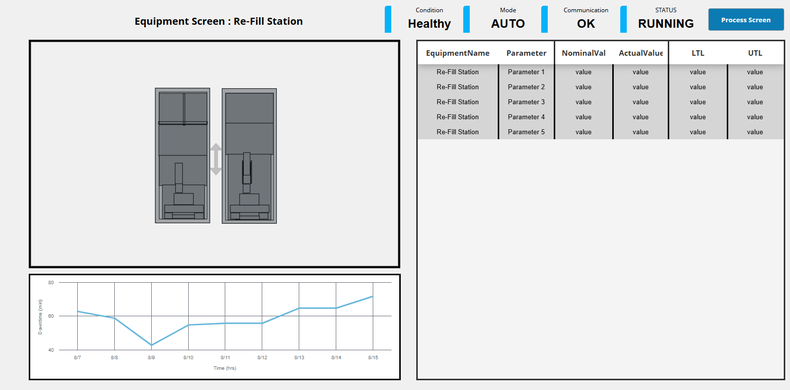 Equipment Screen : Re-Fill Station
Condition
Healthy
Mode
AUTO
Communication
OK
STATUS
RUNNING
Process Screen
EquipmentName Parameter NominalVal ActualValue LTL UTL
Re-Fill Station Parameter 1 value value value value
Re-Fill Station Parameter 2 value value value value
Re-Fill Station Parameter 3 value value value value
Re-Fill Station Parameter 4 value value value value
Re-Fill Station Parameter 5 value value value value
80
60
40
Downtime (min)
8/7 8/8 8/9 8/10 8/11 8/12 8/13 8/14 8/15
Time (hrs)